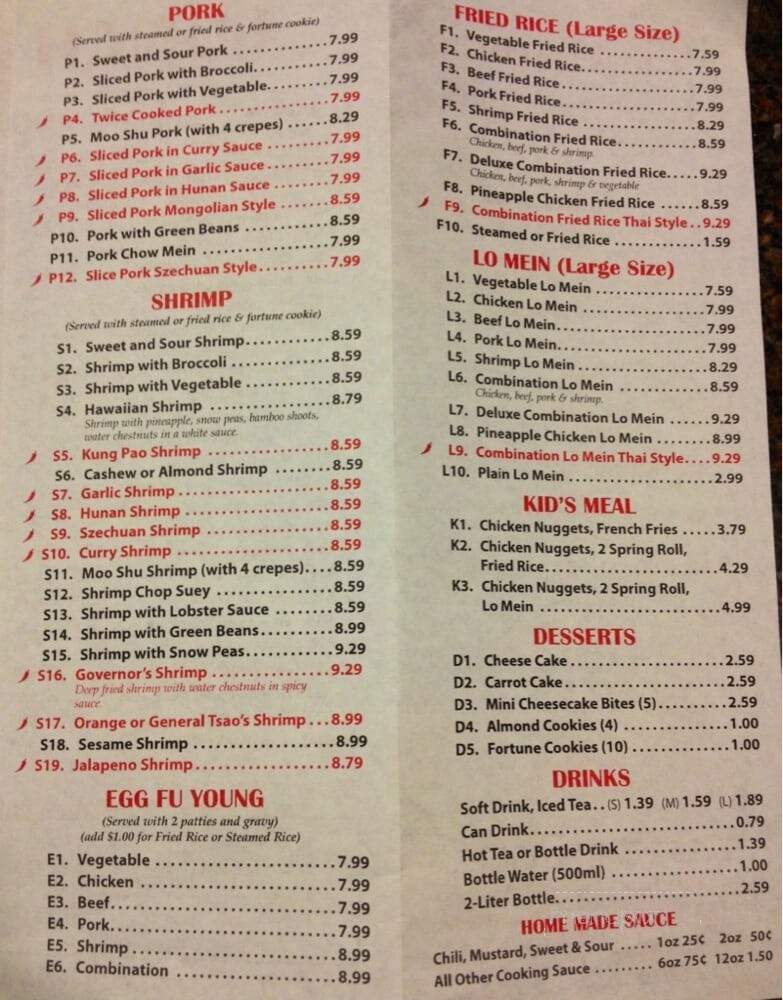 PORK
(Served with steamed or fried rice & fortune cookie)
P1. Sweet and Sour Pork ............7.99
P2. Sliced Pork with Broccoli............7.99
P3. Sliced Pork with Vegetable............7.99
P4. Twice Cooked Pork ............7.99
P5. Moo Shu Pork (with 4 crepes) ......8.29
P6. Sliced Pork in Curry Sauce ..........7.99
P7. Sliced Pork in Garlic Sauce..........7.99
P8. Sliced Pork in Hunan Sauce .........7.99
P9. Sliced Pork Mongolian Style ........8.59
P10. Pork with Green Beans ............8.59
P11. Pork Chow Mein ............7.99
P12. Slice Pork Szechuan Style..........7.99
SHRIMP
(Served with steamed or fried rice & fortune cookie)
S1. Sweet and Sour Shrimp............8.59
S2. Shrimp with Broccoli ............8.59
S3. Shrimp with Vegetable ............8.59
S4. Hawaiian Shrimp ............8.79
Shrimp with pineapple, snow peas, bamboo shoots,
water chestnuts in a white sauce.
S5. Kung Pao Shrimp ............8.59
S6. Cashew or Almond Shrimp ........8.59
S7. Garlic Shrimp ............8.59
S8. Hunan Shrimp ............8.59
S9. Szechuan Shrimp ............8.59
S10. Curry Shrimp ............8.59
S11. Moo Shu Shrimp (with 4 crepes)....8.59
S12. Shrimp Chop Suey ............8.59
S13. Shrimp with Lobster Sauce ........8.59
S14. Shrimp with Green Beans..........8.99
S15. Shrimp with Snow Peas............9.29
S16. Governor's Shrimp ............9.29
Deep fried shrimp with water chestnuts in spicy
sauce.
S17. Orange or General Tsao's Shrimp ...8.99
S18. Sesame Shrimp ............8.99
S19. Jalapeno Shrimp............8.79
EGG FU YOUNG
(Served with 2 patties and gravy)
(add $1.00 for Fried Rice or Steamed Rice)
E1. Vegetable ............7.99
E2. Chicken ............7.99
E3. Beef............7.99
E4. Pork............7.99
E5. Shrimp ............8.99
E6. Combination ............8.99
FRIED RICE (Large Size)
F1. Vegetable Fried Rice ............7.59
F2. Chicken Fried Rice............7.99
F3. Beef Fried Rice............7.99
F4. Pork Fried Rice............7.99
F5. Shrimp Fried Rice ............8.29
F6. Combination Fried Rice............8.59
Chicken, beef, pork & shrimp.
F7. Deluxe Combination Fried Rice.....9.29
Chicken, beef, pork, shrimp & vegetable
F8. Pineapple Chicken Fried Rice ......8.59
F9. Combination Fried Rice Thai Style..9.29
F10. Steamed or Fried Rice ............1.59
LO MEIN (Large Size)
L1. Vegetable Lo Mein ............7.59
L2. Chicken Lo Mein ............7.99
L3. Beef Lo Mein............7.99
L4. Pork Lo Mein............7.99
L5. Shrimp Lo Mein ............8.29
L6. Combination Lo Mein ............8.59
Chicken, beef, pork & shrimp.
L7. Deluxe Combination Lo Mein ......9.29
L8. Pineapple Chicken Lo Mein ........8.99
L9. Combination Lo Mein Thai Style....9.29
L10. Plain Lo Mein ............2.99
KID'S MEAL
K1. Chicken Nuggets, French Fries .....3.79
K2. Chicken Nuggets, 2 Spring Roll,
Fried Rice............4.29
K3. Chicken Nuggets, 2 Spring Roll,
Lo Mein ............4.99
DESSERTS
D1. Cheese Cake............2.59
D2. Carrot Cake............2.59
D3. Mini Cheesecake Bites (5)..........2.59
D4. Almond Cookies (4) ............1.00
D5. Fortune Cookies (10) ............1.00
DRINKS
Soft Drink, Iced Tea..(S) 1.39 (M) 1.59 (L) 1.89
Can Drink............0.79
Hot Tea or Bottle Drink ............1.39
Bottle Water (500ml) ............1.00
2-Liter Bottle............2.59
HOME MADE SAUCE
Chili, Mustard, Sweet & Sour ..... 1oz 25¢ 2oz 50¢
All Other Cooking Sauce ......... 6oz 75¢ 12oz 1.50